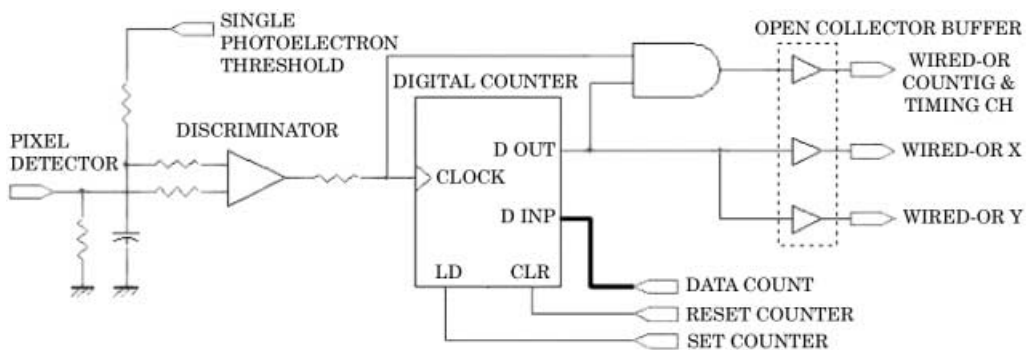 SINGLE
PHOTOELECTRON
THRESHOLD
OPEN COLLECTOR BUFFER
WIRED-OR
COUNTIG &
TIMING CH
DIGITAL COUNTER
DISCRIMINATOR
PIXEL
DETECTOR
D OUT
WIRED-OR X
CLOCK
D INP
WIRED-OR Y
LD
CLR
DATA COUNT
RESET COUNTER
SET COUNTER